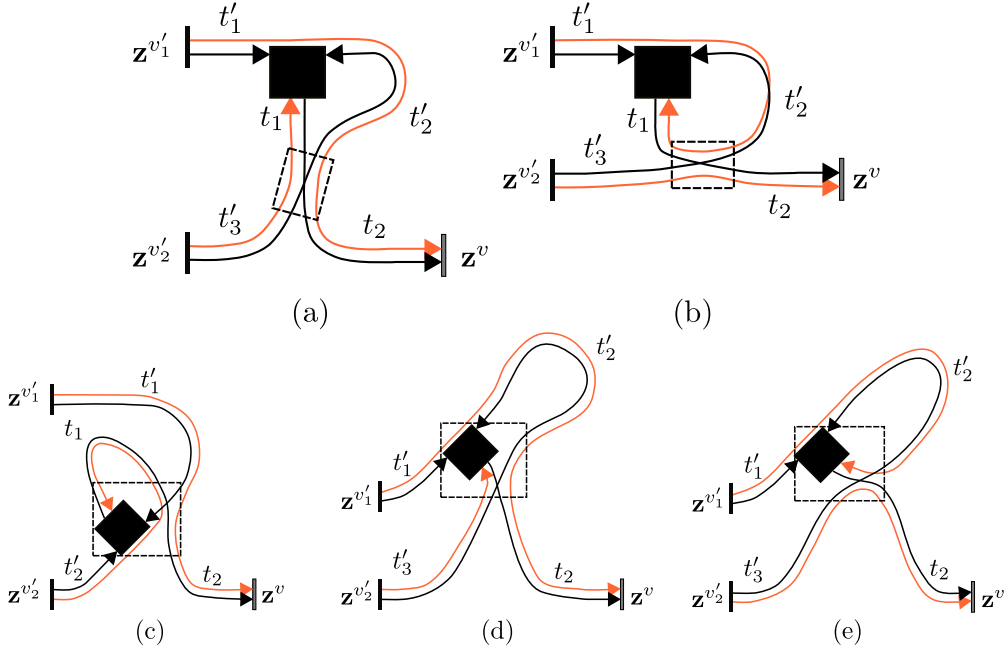 t′₁ t′₁
𝐳^{v′₁} 𝐳^{v′₁}
t₁ t′₂ t₁ t′₂
t′₃ t₂ t′₃ t₂
𝐳^{v′₂} 𝐳^v 𝐳^{v′₂} 𝐳^v
(a) (b)
𝐳^{v′₁} t′₁ t₁ t′₂ t₂ 𝐳^{v′₂} 𝐳^v
t′₂ t′₁ 𝐳^{v′₁} t′₃ t₂ 𝐳^{v′₂} 𝐳^v
t′₂ t′₁ 𝐳^{v′₁} t′₃ t₂ 𝐳^{v′₂} 𝐳^v
(c) (d) (e)